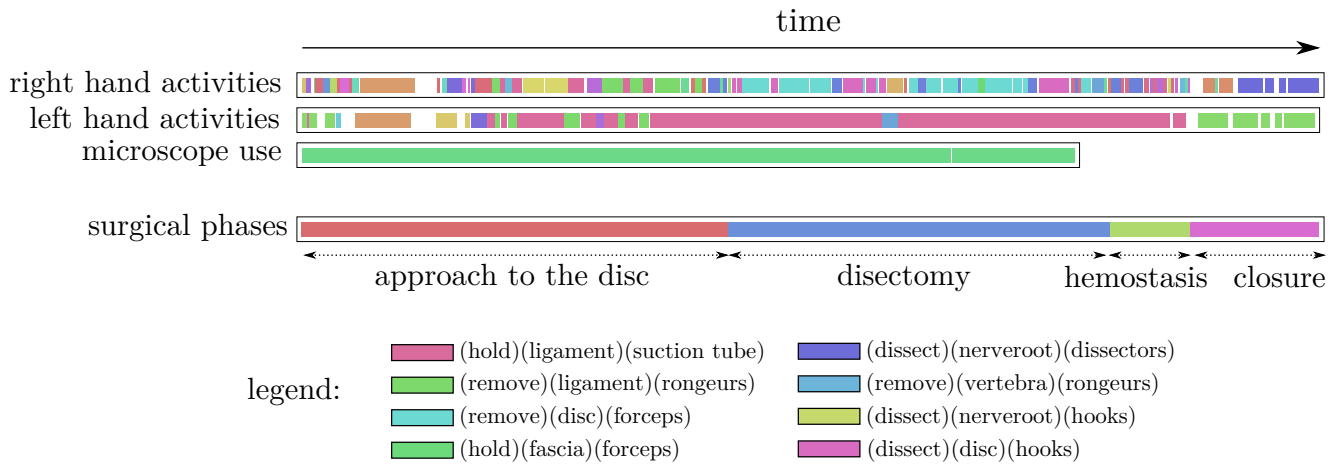 time
right hand activities
left hand activities
microscope use
surgical phases
approach to the disc
disectomy
hemostasis
closure
legend:
(hold)(ligament)(suction tube)
(remove)(ligament)(rongeurs)
(remove)(disc)(forceps)
(hold)(fascia)(forceps)
(dissect)(nerveroot)(dissectors)
(remove)(vertebra)(rongeurs)
(dissect)(nerveroot)(hooks)
(dissect)(disc)(hooks)